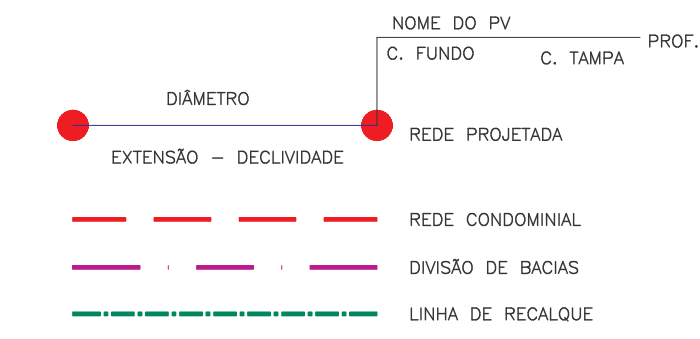 NOME DO PV
PROF.
C. FUNDO
C. TAMPA
DIÂMETRO
REDE PROJETADA
EXTENSÃO – DECLIVIDADE
REDE CONDOMINIAL
DIVISÃO DE BACIAS
LINHA DE RECALQUE